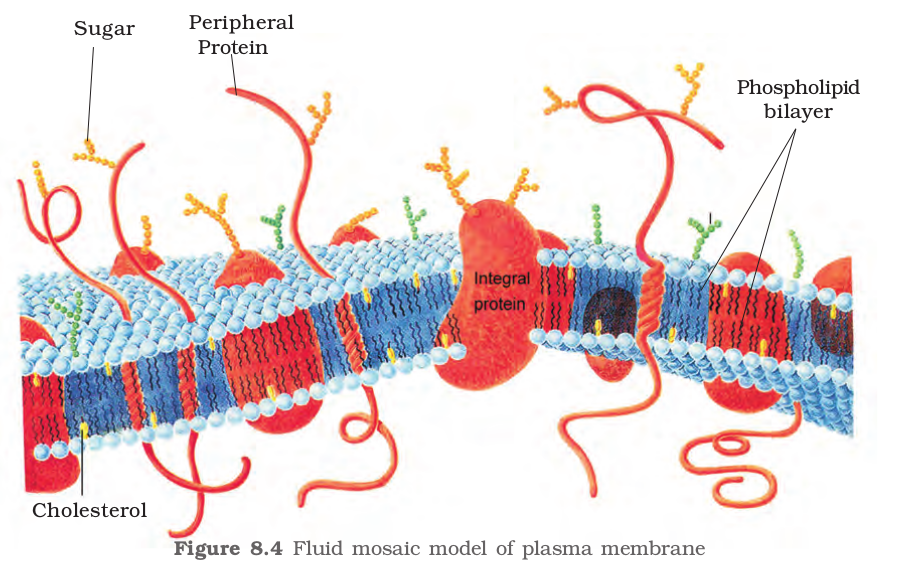 Sugar
Peripheral
Protein
Phospholipid
bilayer
Integral
protein
Cholesterol
Figure 8.4 Fluid mosaic model of plasma membrane